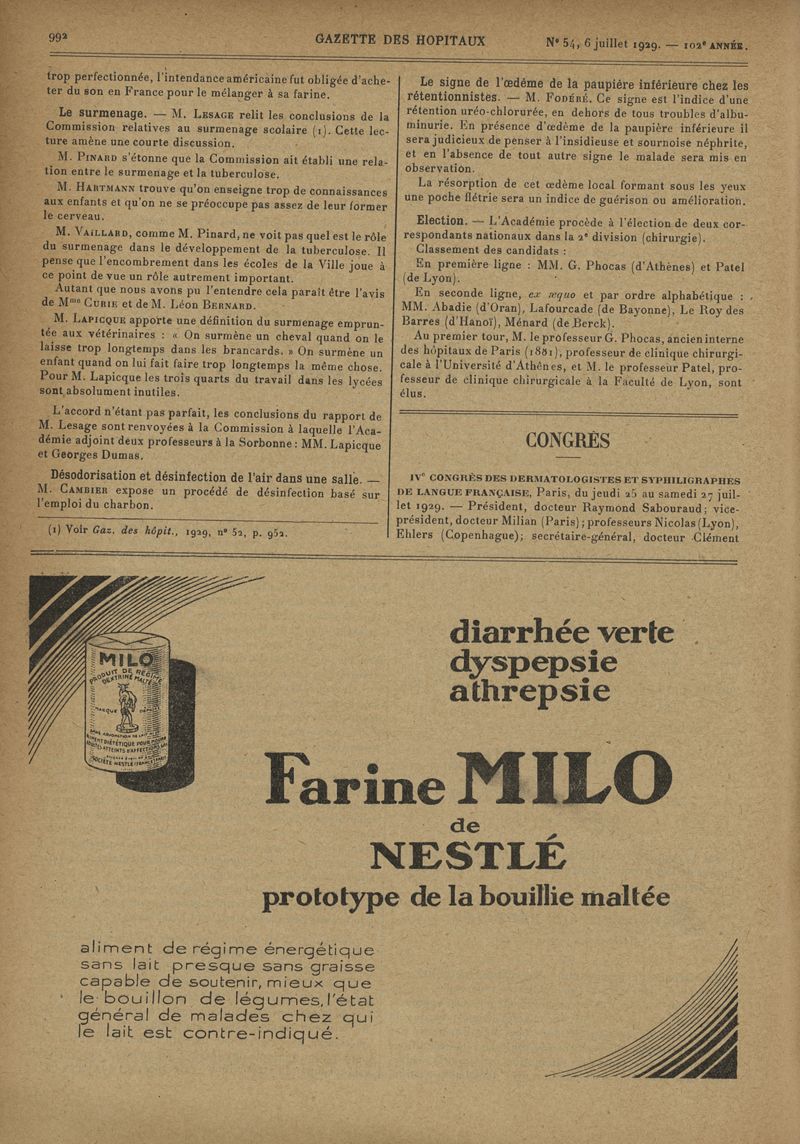 992
GAZETTE DES HOPITAUX
N° 54, 6 juillet 1929. — 102e ANNÉE.
trop perfectionnée, l'intendance américaine fut obligée d'ache-
ter du son en France pour le mélanger à sa farine.
Le surmenage. — M. LESAGE relit les conclusions de la
Commission relatives au surmenage scolaire (1). Cette lec-
ture amène une courte discussion.
M. PINARD s'étonne que la Commission ait établi une rela-
tion entre le surmenage et la tuberculose.
M. HARTMANN trouve qu'on enseigne trop de connaissances
aux enfants et qu'on ne se préoccupe pas assez de leur former
le cerveau.
M. VAILLARD, comme M. Pinard, ne voit pas quel est le rôle
du surmenage dans le développement de la tuberculose. Il
pense que l'encombrement dans les écoles de la Ville joue à
ce point de vue un rôle autrement important.
Autant que nous avons pu l'entendre cela paraît être l'avis
de Mme CURIE et de M. Léon BERNARD.
M. LAPICQUE apporte une définition du surmenage emprun-
tée aux vétérinaires : « On surmène un cheval quand on le
laisse trop longtemps dans les brancards. » On surmène un
enfant quand on lui fait faire trop longtemps la même chose.
Pour M. Lapicque les trois quarts du travail dans les lycées
sont absolument inutiles.
L'accord n'étant pas parfait, les conclusions du rapport de
M. Lesage sont renvoyées à la Commission à laquelle l'Aca-
démie adjoint deux professeurs à la Sorbonne : MM. Lapicque
et Georges Dumas.
Désodorisation et désinfection de l'air dans une salle. —
M. CAMBIER expose un procédé de désinfection basé sur
l'emploi du charbon.
(1) Voir Gaz. des hôpit., 1929, n° 52, p. 952.
Le signe de l'œdème de la paupière inférieure chez les
rétentionnistes. — M. FODÉRÉ. Ce signe est l'indice d'une
rétention uréo-chlorurée, en dehors de tous troubles d'albu-
minurie. En présence d'œdème de la paupière inférieure il
sera judicieux de penser à l'insidieuse et sournoise néphrite,
et en l'absence de tout autre signe le malade sera mis en
observation.
La résorption de cet œdème local formant sous les yeux
une poche flétrie sera un indice de guérison ou amélioration.
Election. — L'Académie procède à l'élection de deux cor-
respondants nationaux dans la 2e division (chirurgie).
Classement des candidats :
En première ligne : MM. G. Phocas (d'Athènes) et Patel
(de Lyon).
En seconde ligne, ex æquo et par ordre alphabétique :
MM. Abadie (d'Oran), Lafourcade (de Bayonne), Le Roy des
Barres (d'Hanoï), Ménard (de Berck).
Au premier tour, M. le professeur G. Phocas, ancien interne
des hôpitaux de Paris (1881), professeur de clinique chirurgi-
cale à l'Université d'Athènes, et M. le professeur Patel, pro-
fesseur de clinique chirurgicale à la Faculté de Lyon, sont
élus.
CONGRÈS
IVe CONGRÈS DES DERMATOLOGISTES ET SYPHILIGRAPHES
DE LANGUE FRANÇAISE, Paris, du jeudi 25 au samedi 27 juil-
let 1929. — Président, docteur Raymond Sabouraud; vice-
président, docteur Milian (Paris); professeurs Nicolas (Lyon),
Ehlers (Copenhague); secrétaire-général, docteur Clément
MILO
PRODUIT DE RÉGIME
DEXTRINÉ MALTÉ
MARQUE
SOCIÉTÉ NESTLÉ
diarrhée verte
dyspepsie
athrepsie
Farine MILO
de
NESTLÉ
prototype de la bouillie maltée
aliment de régime énergétique
sans lait presque sans graisse
capable de soutenir, mieux que
le bouillon de légumes, l'état
général de malades chez qui
le lait est contre-indiqué.